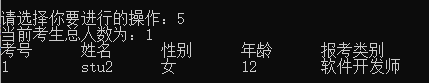 请选择你要进行的操作：5
当前考生总人数为：1
考号 姓名 性别 年龄 报考类别
1 stu2 女 12 软件开发师